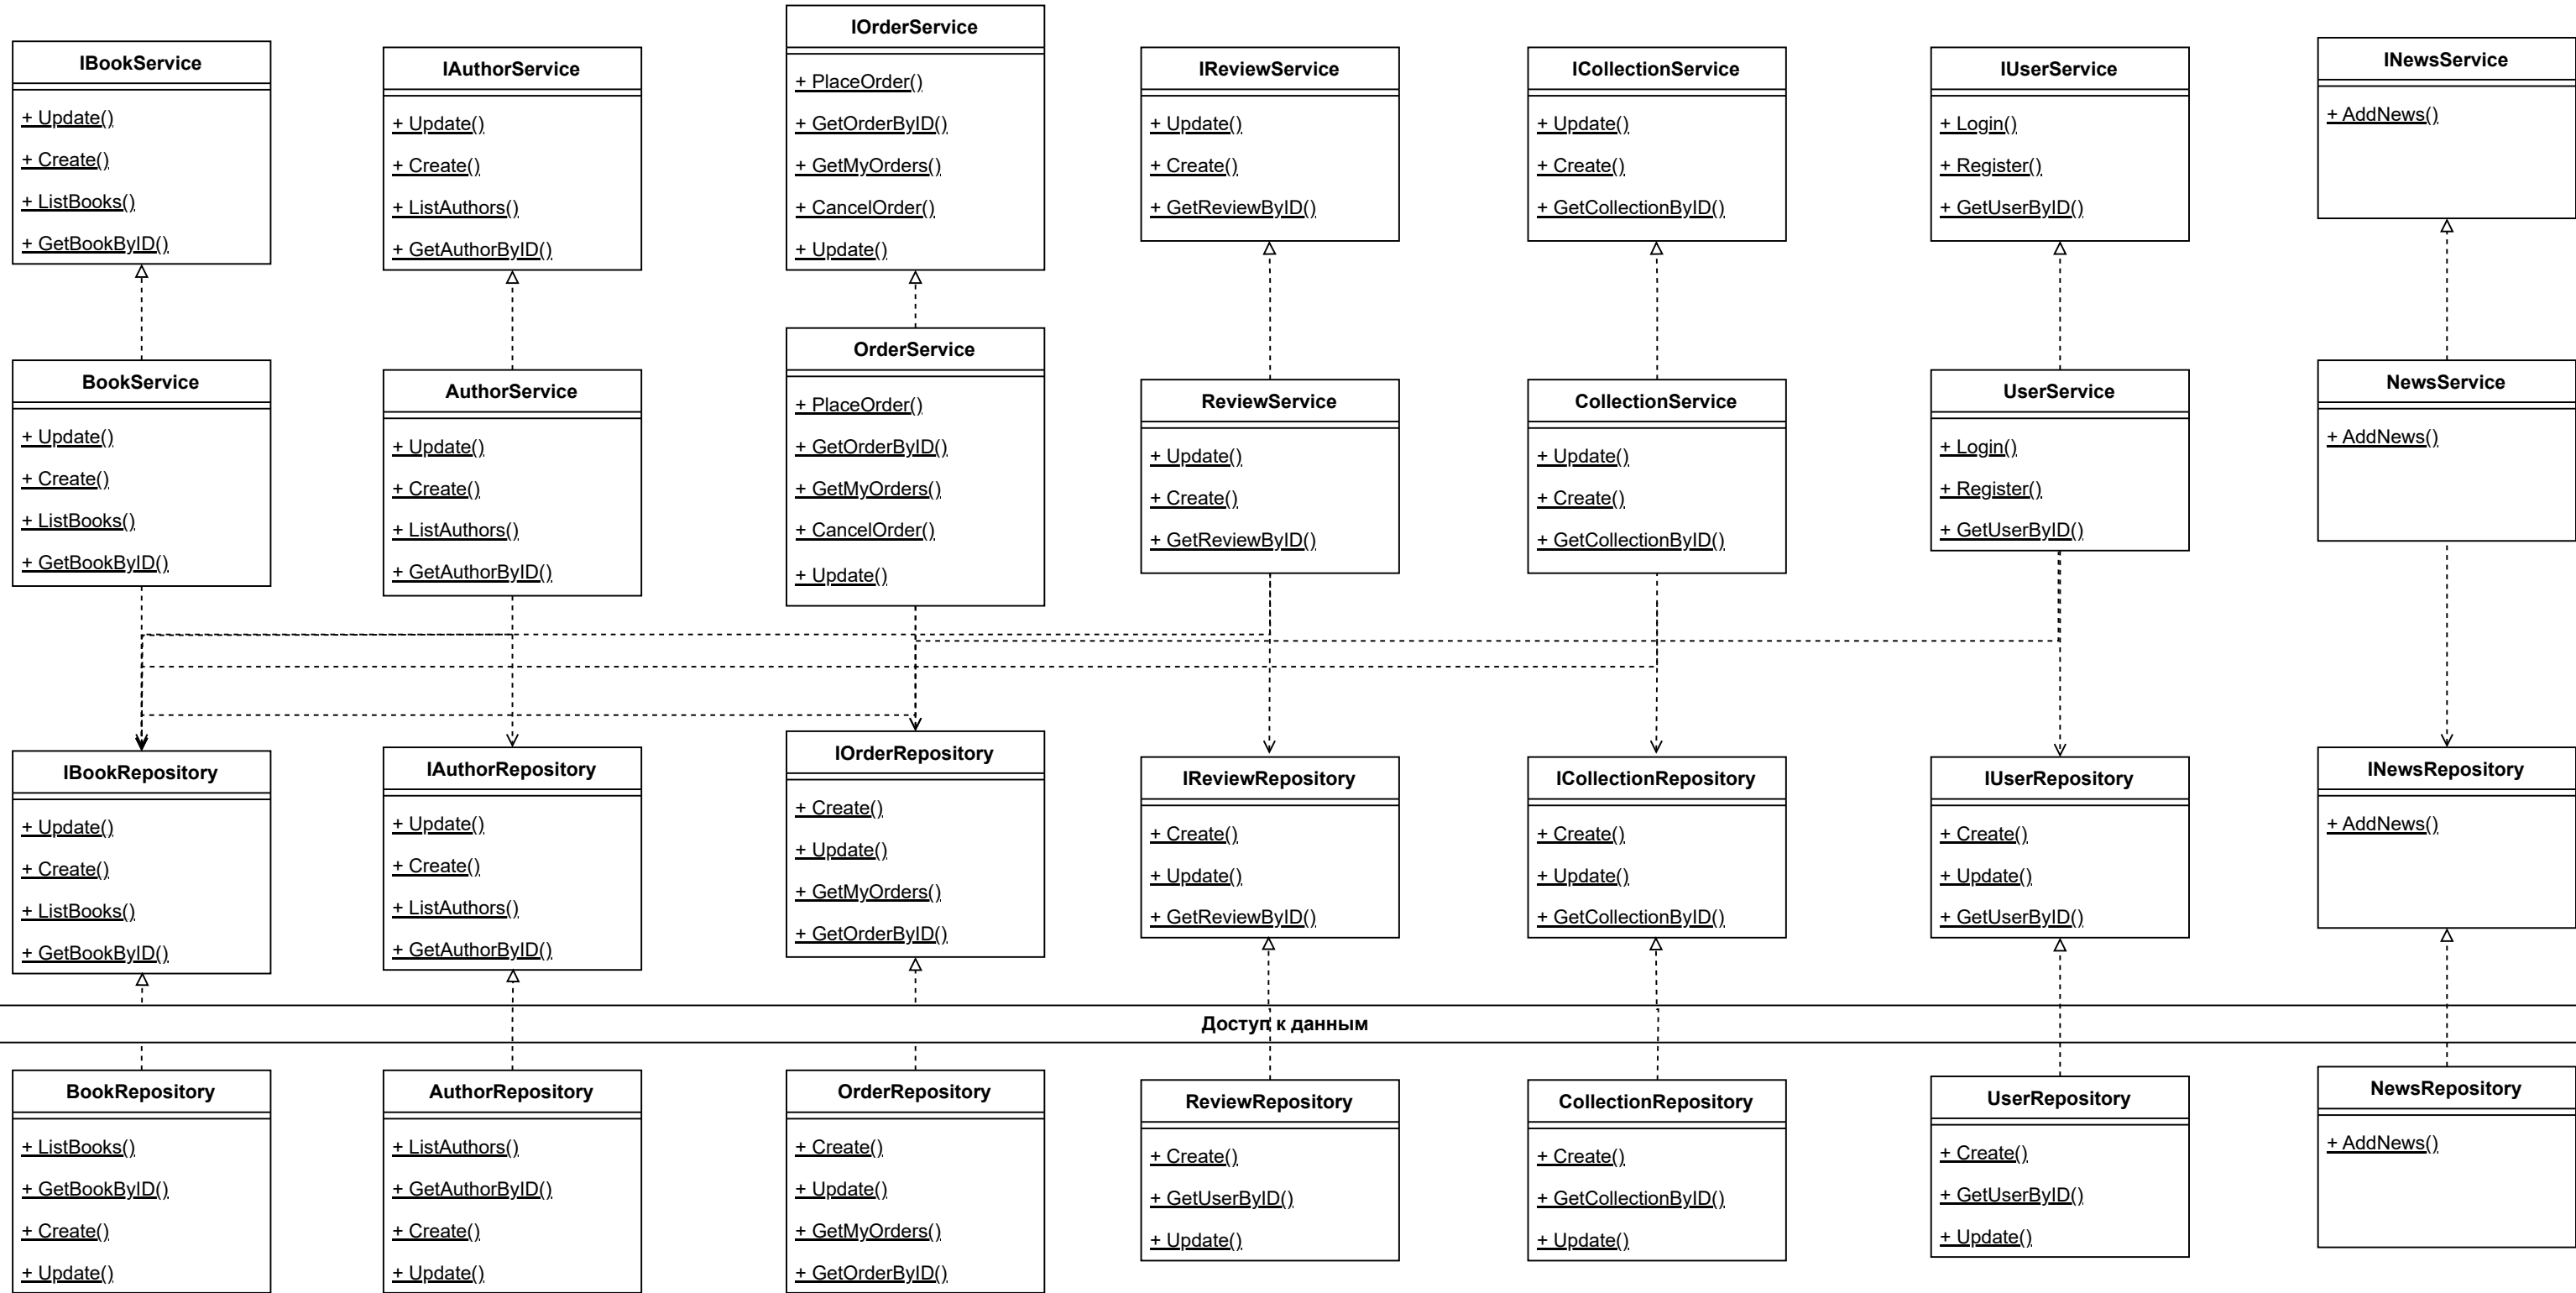 IBookService
+ Update()
+ Create()
+ ListBooks()
+ GetBookByID()
IAuthorService
+ Update()
+ Create()
+ ListAuthors()
+ GetAuthorByID()
IOrderService
+ PlaceOrder()
+ GetOrderByID()
+ GetMyOrders()
+ CancelOrder()
+ Update()
IReviewService
+ Update()
+ Create()
+ GetReviewByID()
ICollectionService
+ Update()
+ Create()
+ GetCollectionByID()
IUserService
+ Login()
+ Register()
+ GetUserByID()
INewsService
+ AddNews()
BookService
+ Update()
+ Create()
+ ListBooks()
+ GetBookByID()
AuthorService
+ Update()
+ Create()
+ ListAuthors()
+ GetAuthorByID()
OrderService
+ PlaceOrder()
+ GetOrderByID()
+ GetMyOrders()
+ CancelOrder()
+ Update()
ReviewService
+ Update()
+ Create()
+ GetReviewByID()
CollectionService
+ Update()
+ Create()
+ GetCollectionByID()
UserService
+ Login()
+ Register()
+ GetUserByID()
NewsService
+ AddNews()
IBookRepository
+ Update()
+ Create()
+ ListBooks()
+ GetBookByID()
IAuthorRepository
+ Update()
+ Create()
+ ListAuthors()
+ GetAuthorByID()
IOrderRepository
+ Create()
+ Update()
+ GetMyOrders()
+ GetOrderByID()
IReviewRepository
+ Create()
+ Update()
+ GetReviewByID()
ICollectionRepository
+ Create()
+ Update()
+ GetCollectionByID()
IUserRepository
+ Create()
+ Update()
+ GetUserByID()
INewsRepository
+ AddNews()
Доступ к данным
BookRepository
+ ListBooks()
+ GetBookByID()
+ Create()
+ Update()
AuthorRepository
+ ListAuthors()
+ GetAuthorByID()
+ Create()
+ Update()
OrderRepository
+ Create()
+ Update()
+ GetMyOrders()
+ GetOrderByID()
ReviewRepository
+ Create()
+ GetUserByID()
+ Update()
CollectionRepository
+ Create()
+ GetCollectionByID()
+ Update()
UserRepository
+ Create()
+ GetUserByID()
+ Update()
NewsRepository
+ AddNews()